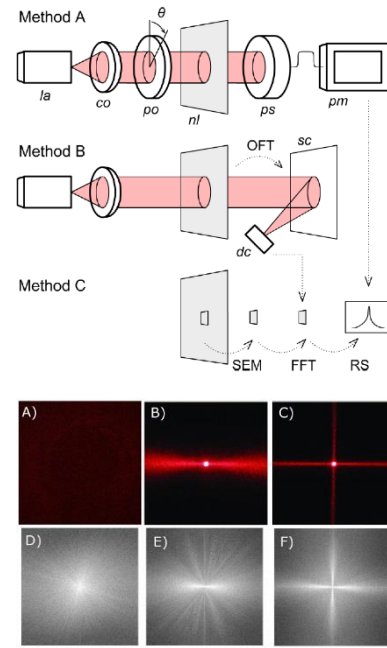 Method A
θ
la
co
po
nl
ps
pm
Method B
OFT
sc
dc
Method C
SEM
FFT
RS
A)
B)
C)
D)
E)
F)